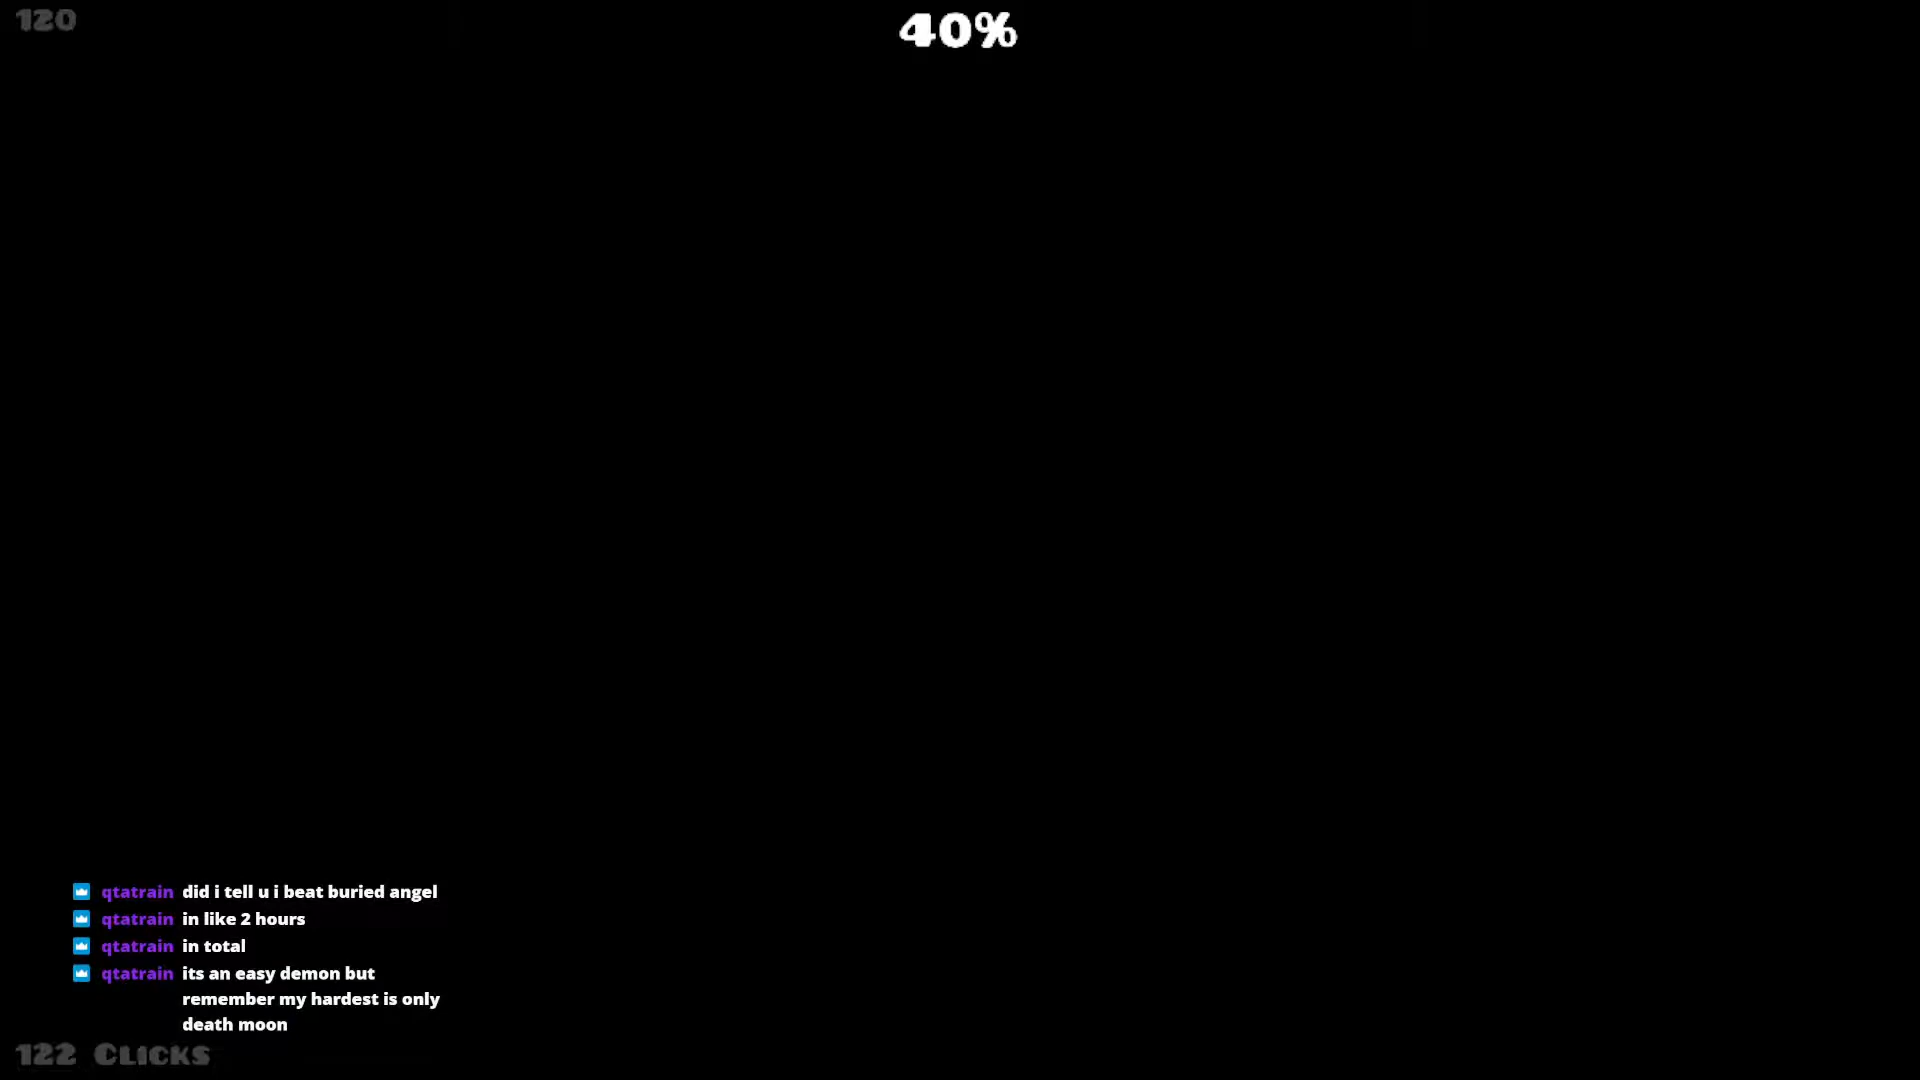 120
40%
qtatrain did i tell u i beat buried angel
qtatrain in like 2 hours
qtatrain in total
qtatrain its an easy demon but
remember my hardest is only
death moon
122 Clicks